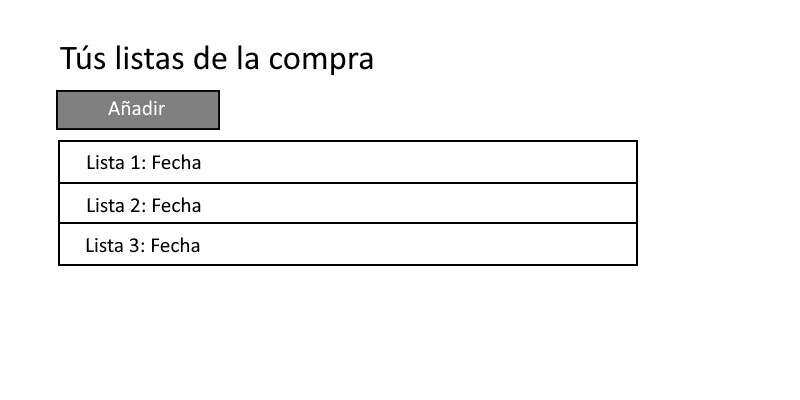 Tús listas de la compra
Añadir
Lista 1: Fecha
Lista 2: Fecha
Lista 3: Fecha